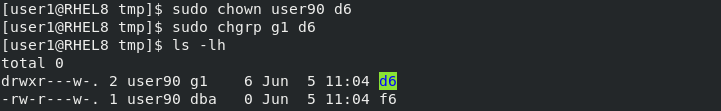 [user1@RHEL8 tmp]$ sudo chown user90 d6
[user1@RHEL8 tmp]$ sudo chgrp g1 d6
[user1@RHEL8 tmp]$ ls -lh
total 0
drwxr---w-. 2 user90 g1    6 Jun  5 11:04 d6
-rw-r---w-. 1 user90 dba   0 Jun  5 11:04 f6